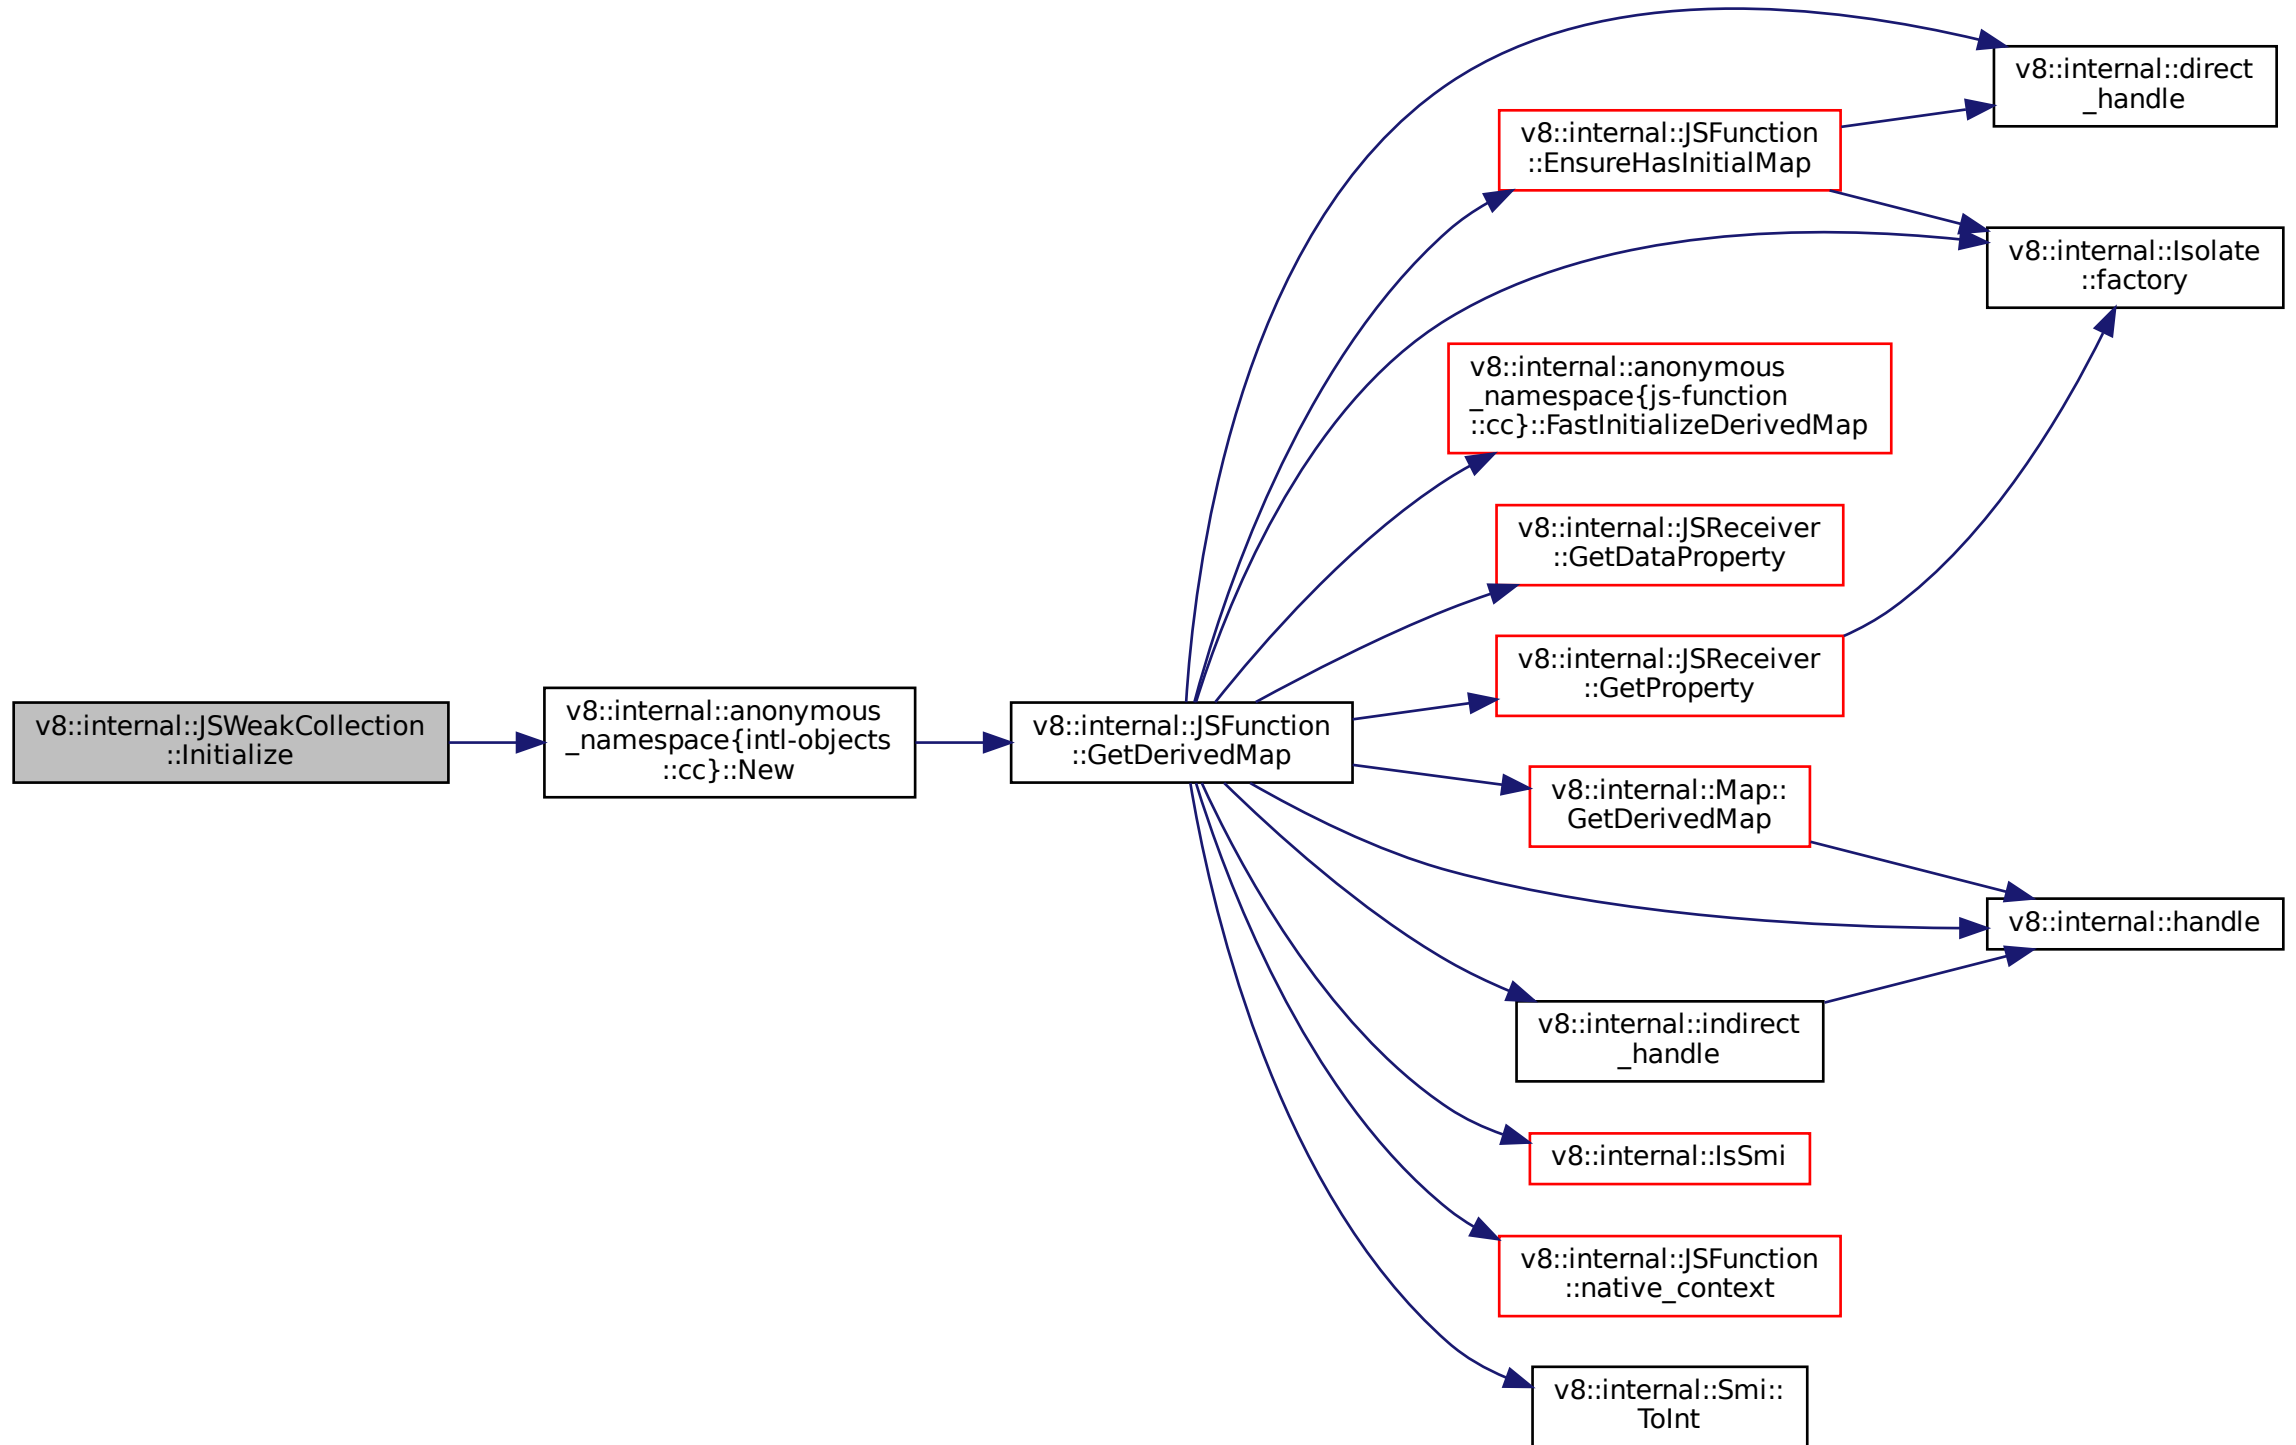 v8::internal::JSWeakCollection
::Initialize
v8::internal::anonymous
_namespace{intl-objects
::cc}::New
v8::internal::JSFunction
::GetDerivedMap
v8::internal::direct
_handle
v8::internal::JSFunction
::EnsureHasInitialMap
v8::internal::Isolate
::factory
v8::internal::anonymous
_namespace{js-function
::cc}::FastInitializeDerivedMap
v8::internal::JSReceiver
::GetDataProperty
v8::internal::JSReceiver
::GetProperty
v8::internal::Map::
GetDerivedMap
v8::internal::handle
v8::internal::indirect
_handle
v8::internal::IsSmi
v8::internal::JSFunction
::native_context
v8::internal::Smi::
ToInt